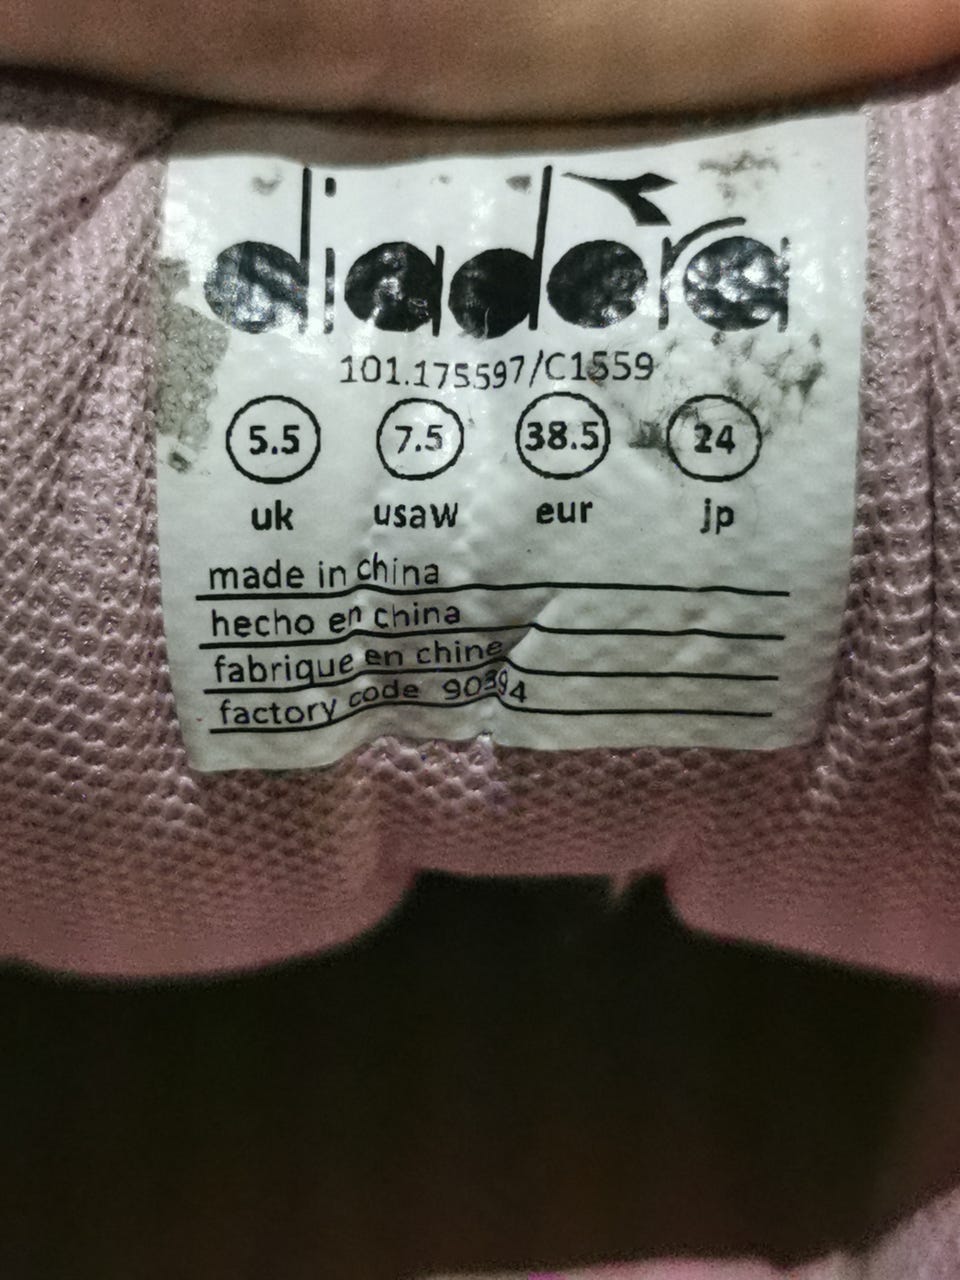 diadora
101.175597/C1559
5.5 7.5 38.5 24
uk usaw eur jp
made in china
hecho en china
fabrique en chine
factory code 90394